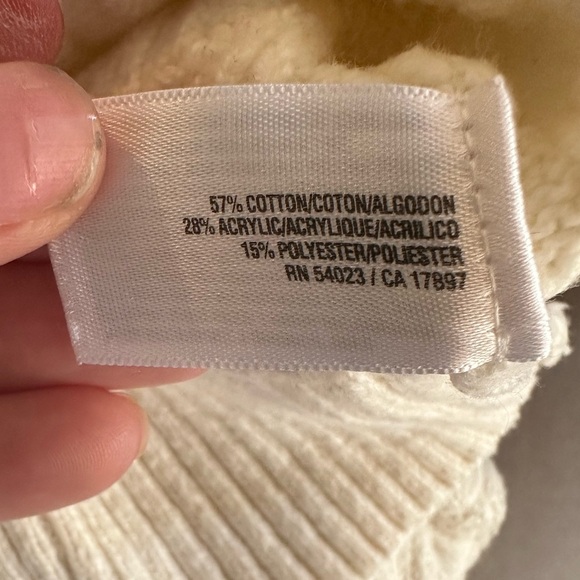 57% COTTON/COTON/ALGODON
28% ACRYLIC/ACRYLIQUE/ACRILICO
15% POLYESTER/POLIESTER
RN 54023 / CA 17897